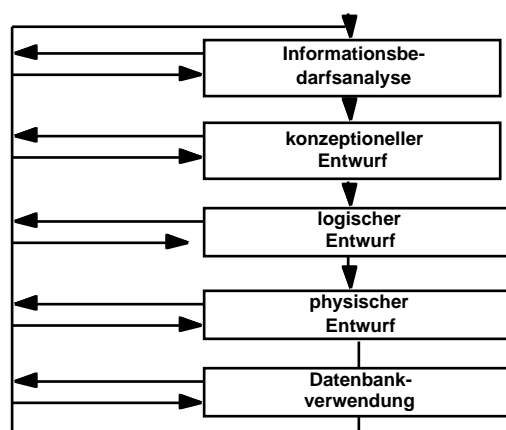 Informationsbe-
darfsanalyse
konzeptioneller
Entwurf
logischer
Entwurf
physischer
Entwurf
Datenbank-
verwendung